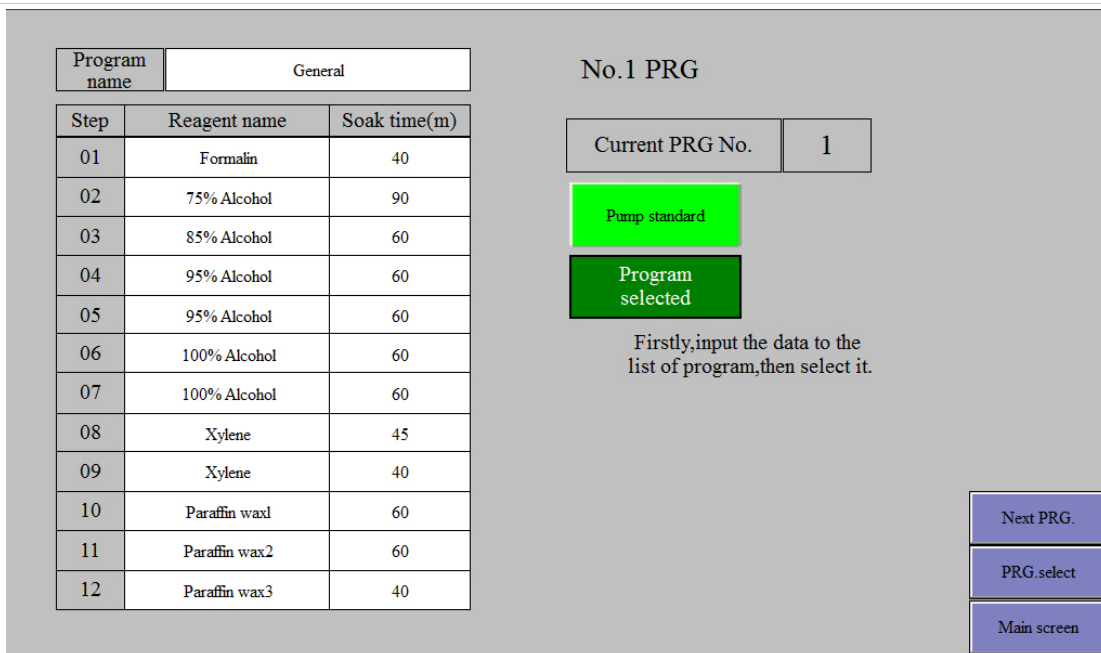 Program
name
General
Step Reagent name Soak time(m)
01 Formalin 40
02 75% Alcohol 90
03 85% Alcohol 60
04 95% Alcohol 60
05 95% Alcohol 60
06 100% Alcohol 60
07 100% Alcohol 60
08 Xylene 45
09 Xylene 40
10 Paraffin wax1 60
11 Paraffin wax2 60
12 Paraffin wax3 40
No.1 PRG
Current PRG No. 1
Pump standard
Program
selected
Firstly,input the data to the
list of program,then select it.
Next PRG.
PRG.select
Main screen